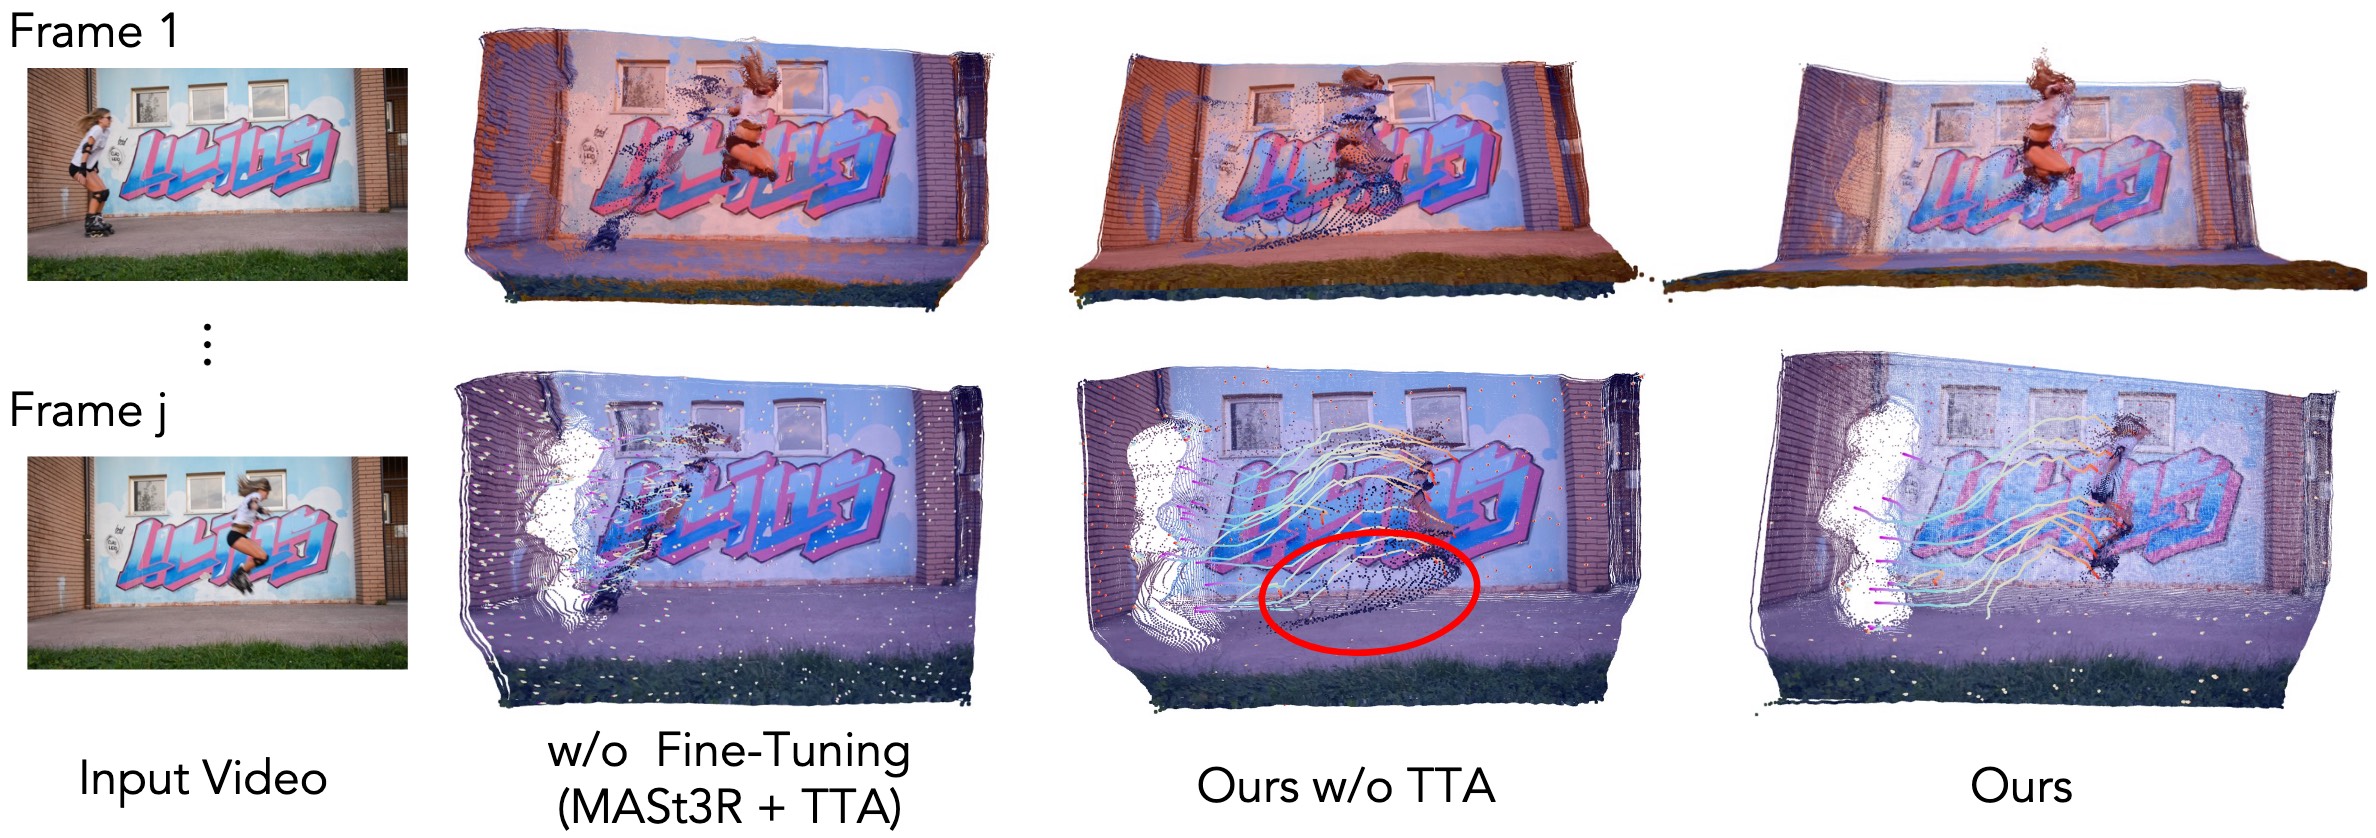 Frame 1
Frame j
Input Video
w/o Fine-Tuning
(MASt3R + TTA)
Ours w/o TTA
Ours